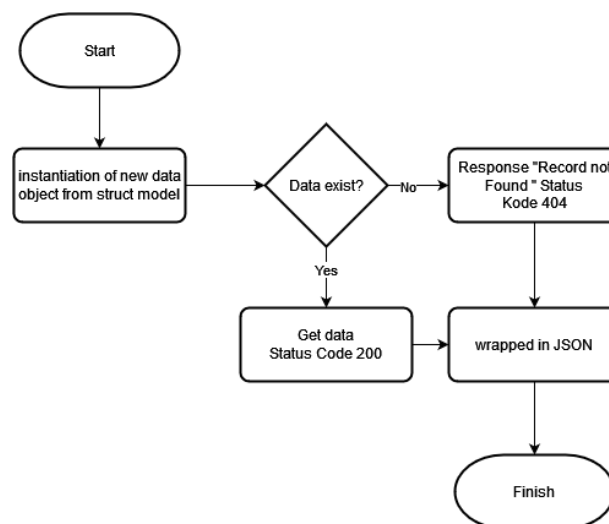 Start
instantiation of new data
object from struct model
Data exist?
No
Response "Record not
Found " Status
Kode 404
Yes
Get data
Status Code 200
wrapped in JSON
Finish